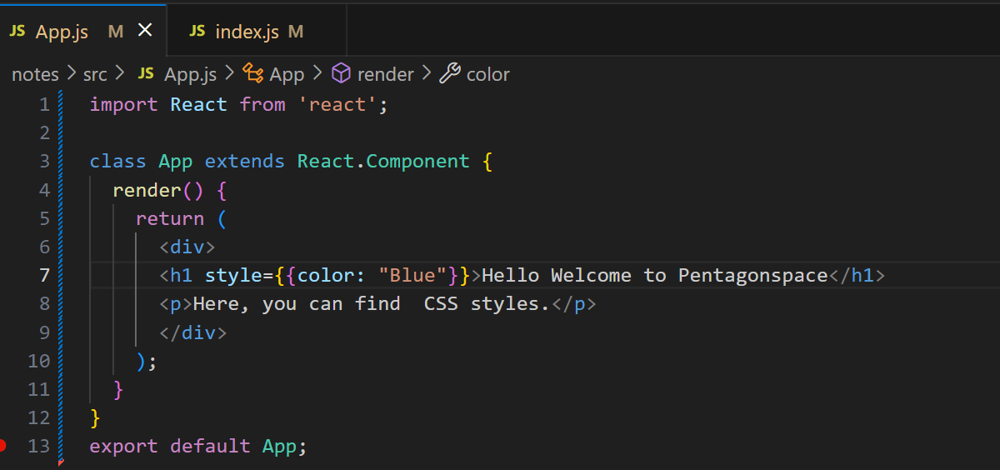 JS App.js M × JS index.js M
notes > src > JS App.js > App > render > color
1 import React from 'react';
2
3 class App extends React.Component {
4 render() {
5 return (
6 <div>
7 <h1 style={{color: "Blue"}}>Hello Welcome to Pentagonspace</h1>
8 <p>Here, you can find  CSS styles.</p>
9 </div>
10 );
11 }
12 }
13 export default App;